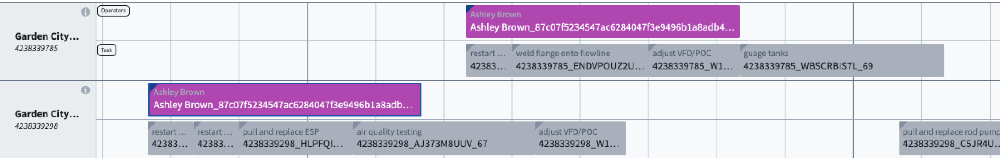 Operators
Ashley Brown
Ashley Brown_87c07f5234547ac6284047f3e9496b1a8adb4...
Garden City...
4238339785
Task
restart ...
42383...
weld flange onto flowline
4238339785_ENDVPOUZ2U...
adjust VFD/POC
4238339785_W1...
guage tanks
4238339785_WBSCRBIS7L_69
Ashley Brown
Ashley Brown_87c07f5234547ac6284047f3e9496b1a8adb...
Garden City...
4238339298
restart ...
42383...
restart ...
42383...
pull and replace ESP
4238339298_HLPFQI...
air quality testing
4238339298_AJ373M8UUV_67
adjust VFD/POC
4238339298_W1...
pull and replace rod pump
4238339298_C5JR4U..